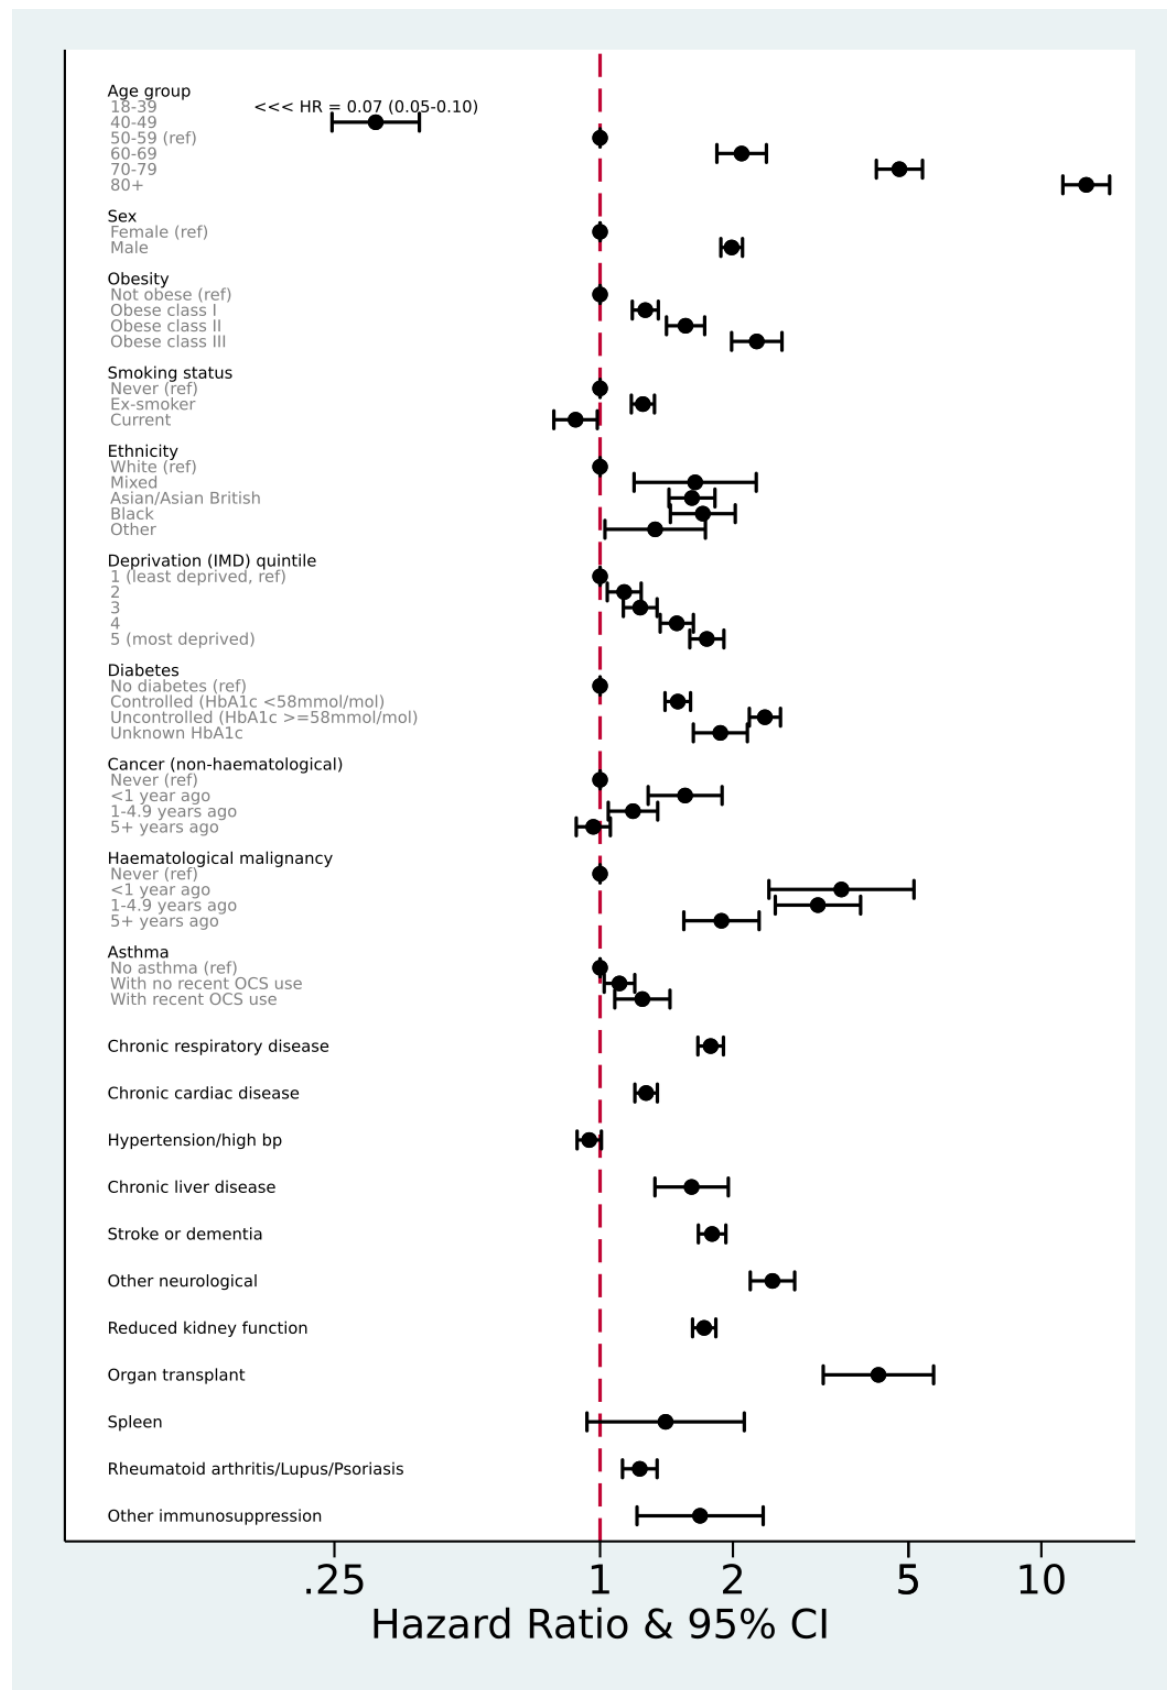 Age group
18-39 <<< HR = 0.07 (0.05-0.10)
40-49
50-59 (ref)
60-69
70-79
80+
Sex
Female (ref)
Male
Obesity
Not obese (ref)
Obese class I
Obese class II
Obese class III
Smoking status
Never (ref)
Ex-smoker
Current
Ethnicity
White (ref)
Mixed
Asian/Asian British
Black
Other
Deprivation (IMD) quintile
1 (least deprived, ref)
2
3
4
5 (most deprived)
Diabetes
No diabetes (ref)
Controlled (HbA1c <58mmol/mol)
Uncontrolled (HbA1c >=58mmol/mol)
Unknown HbA1c
Cancer (non-haematological)
Never (ref)
<1 year ago
1-4.9 years ago
5+ years ago
Haematological malignancy
Never (ref)
<1 year ago
1-4.9 years ago
5+ years ago
Asthma
No asthma (ref)
With no recent OCS use
With recent OCS use
Chronic respiratory disease
Chronic cardiac disease
Hypertension/high bp
Chronic liver disease
Stroke or dementia
Other neurological
Reduced kidney function
Organ transplant
Spleen
Rheumatoid arthritis/Lupus/Psoriasis
Other immunosuppression
.25 1 2 5 10
Hazard Ratio & 95% CI